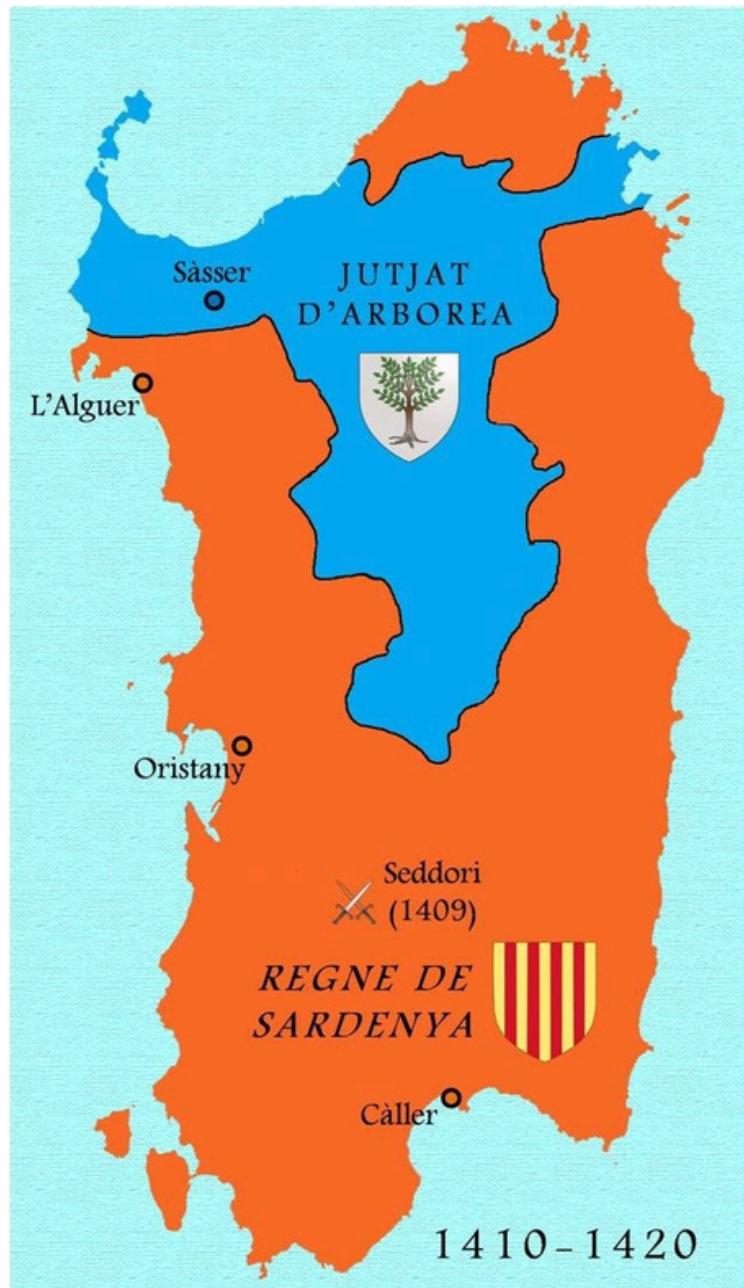 Sàsser
JUTJAT
D'ARBOREA
L'Alguer
Oristany
Seddori
(1409)
REGNE DE
SARDENYA
Càller
1410-1420